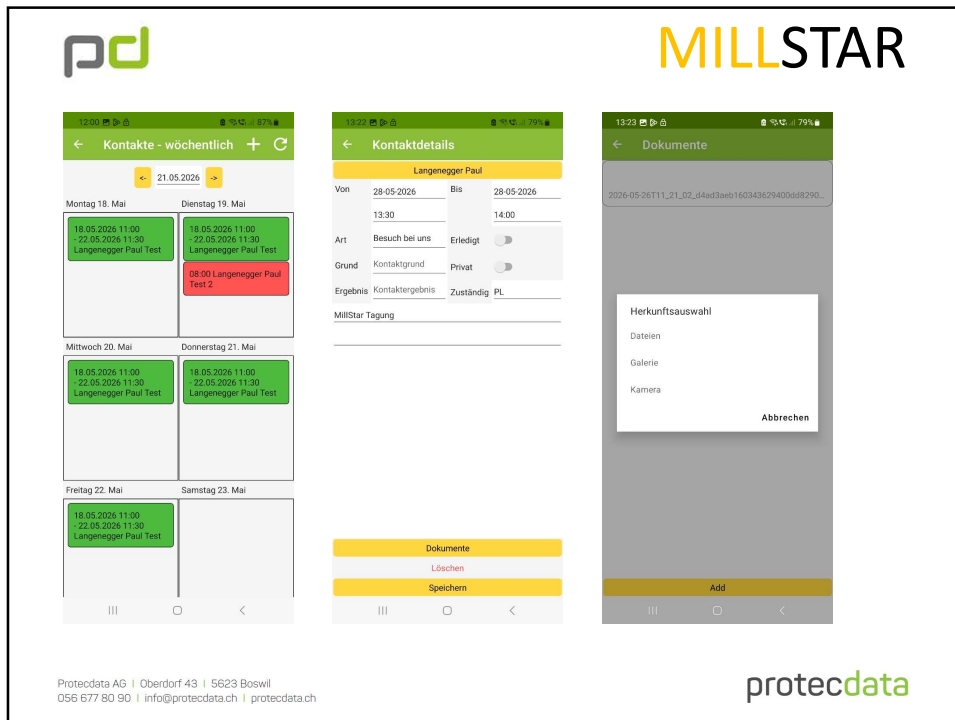 pd
MILLSTAR
12:00 87%
Kontakte - wöchentlich
<- 21.05.2026 ->
Montag 18. Mai Dienstag 19. Mai
18.05.2026 11:00
- 22.05.2026 11:30
Langenegger Paul Test
18.05.2026 11:00
- 22.05.2026 11:30
Langenegger Paul Test
08:00 Langenegger Paul
Test 2
Mittwoch 20. Mai Donnerstag 21. Mai
18.05.2026 11:00
- 22.05.2026 11:30
Langenegger Paul Test
18.05.2026 11:00
- 22.05.2026 11:30
Langenegger Paul Test
Freitag 22. Mai Samstag 23. Mai
18.05.2026 11:00
- 22.05.2026 11:30
Langenegger Paul Test
13:22 79%
Kontaktdetails
Langenegger Paul
Von 28-05-2026 Bis 28-05-2026
13:30 14:00
Art Besuch bei uns Erledigt
Grund Kontaktgrund Privat
Ergebnis Kontaktergebnis Zuständig PL
MillStar Tagung
Dokumente
Löschen
Speichern
13:23 79%
Dokumente
2026-05-26T11_21_02_d4ad3aeb160343629400dd8290...
Herkunftsauswahl
Dateien
Galerie
Kamera
Abbrechen
Add
Protecdata AG | Oberdorf 43 | 5623 Boswil
056 677 80 90 | info@protecdata.ch | protecdata.ch
protecdata